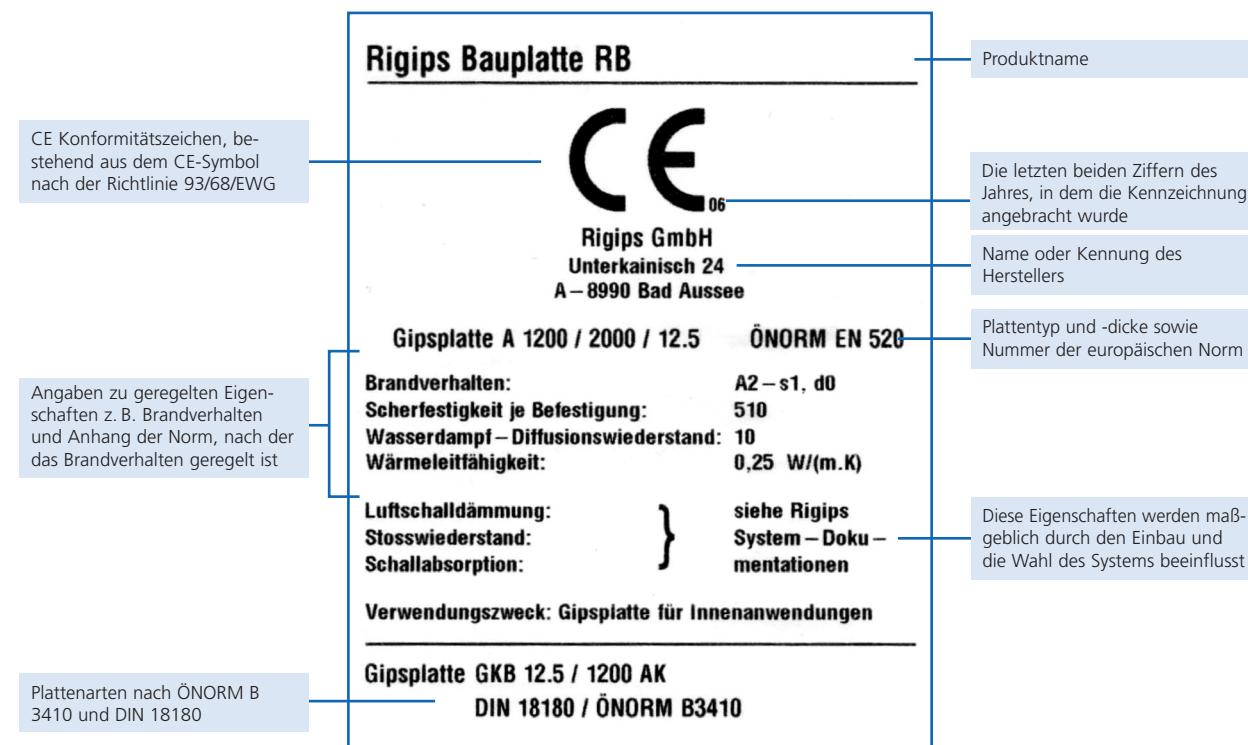 Rigips Bauplatte RB
Produktname
CE Konformitätszeichen, be-
stehend aus dem CE-Symbol
nach der Richtlinie 93/68/EWG
CE
06
Die letzten beiden Ziffern des
Jahres, in dem die Kennzeichnung
angebracht wurde
Rigips GmbH
Unterkainisch 24
A – 8990 Bad Aussee
Name oder Kennung des
Herstellers
Gipsplatte A 1200 / 2000 / 12.5 ÖNORM EN 520
Plattentyp und -dicke sowie
Nummer der europäischen Norm
Angaben zu geregelten Eigen-
schaften z. B. Brandverhalten
und Anhang der Norm, nach der
das Brandverhalten geregelt ist
Brandverhalten: A2 – s1, d0
Scherfestigkeit je Befestigung: 510
Wasserdampf – Diffusionswiederstand: 10
Wärmeleitfähigkeit: 0,25 W/(m.K)
Luftschalldämmung: } siehe Rigips
Stosswiederstand: System – Doku –
Schallabsorption: mentationen
Diese Eigenschaften werden maß-
geblich durch den Einbau und
die Wahl des Systems beeinflusst
Verwendungszweck: Gipsplatte für Innenanwendungen
Gipsplatte GKB 12.5 / 1200 AK
DIN 18180 / ÖNORM B3410
Plattenarten nach ÖNORM B
3410 und DIN 18180